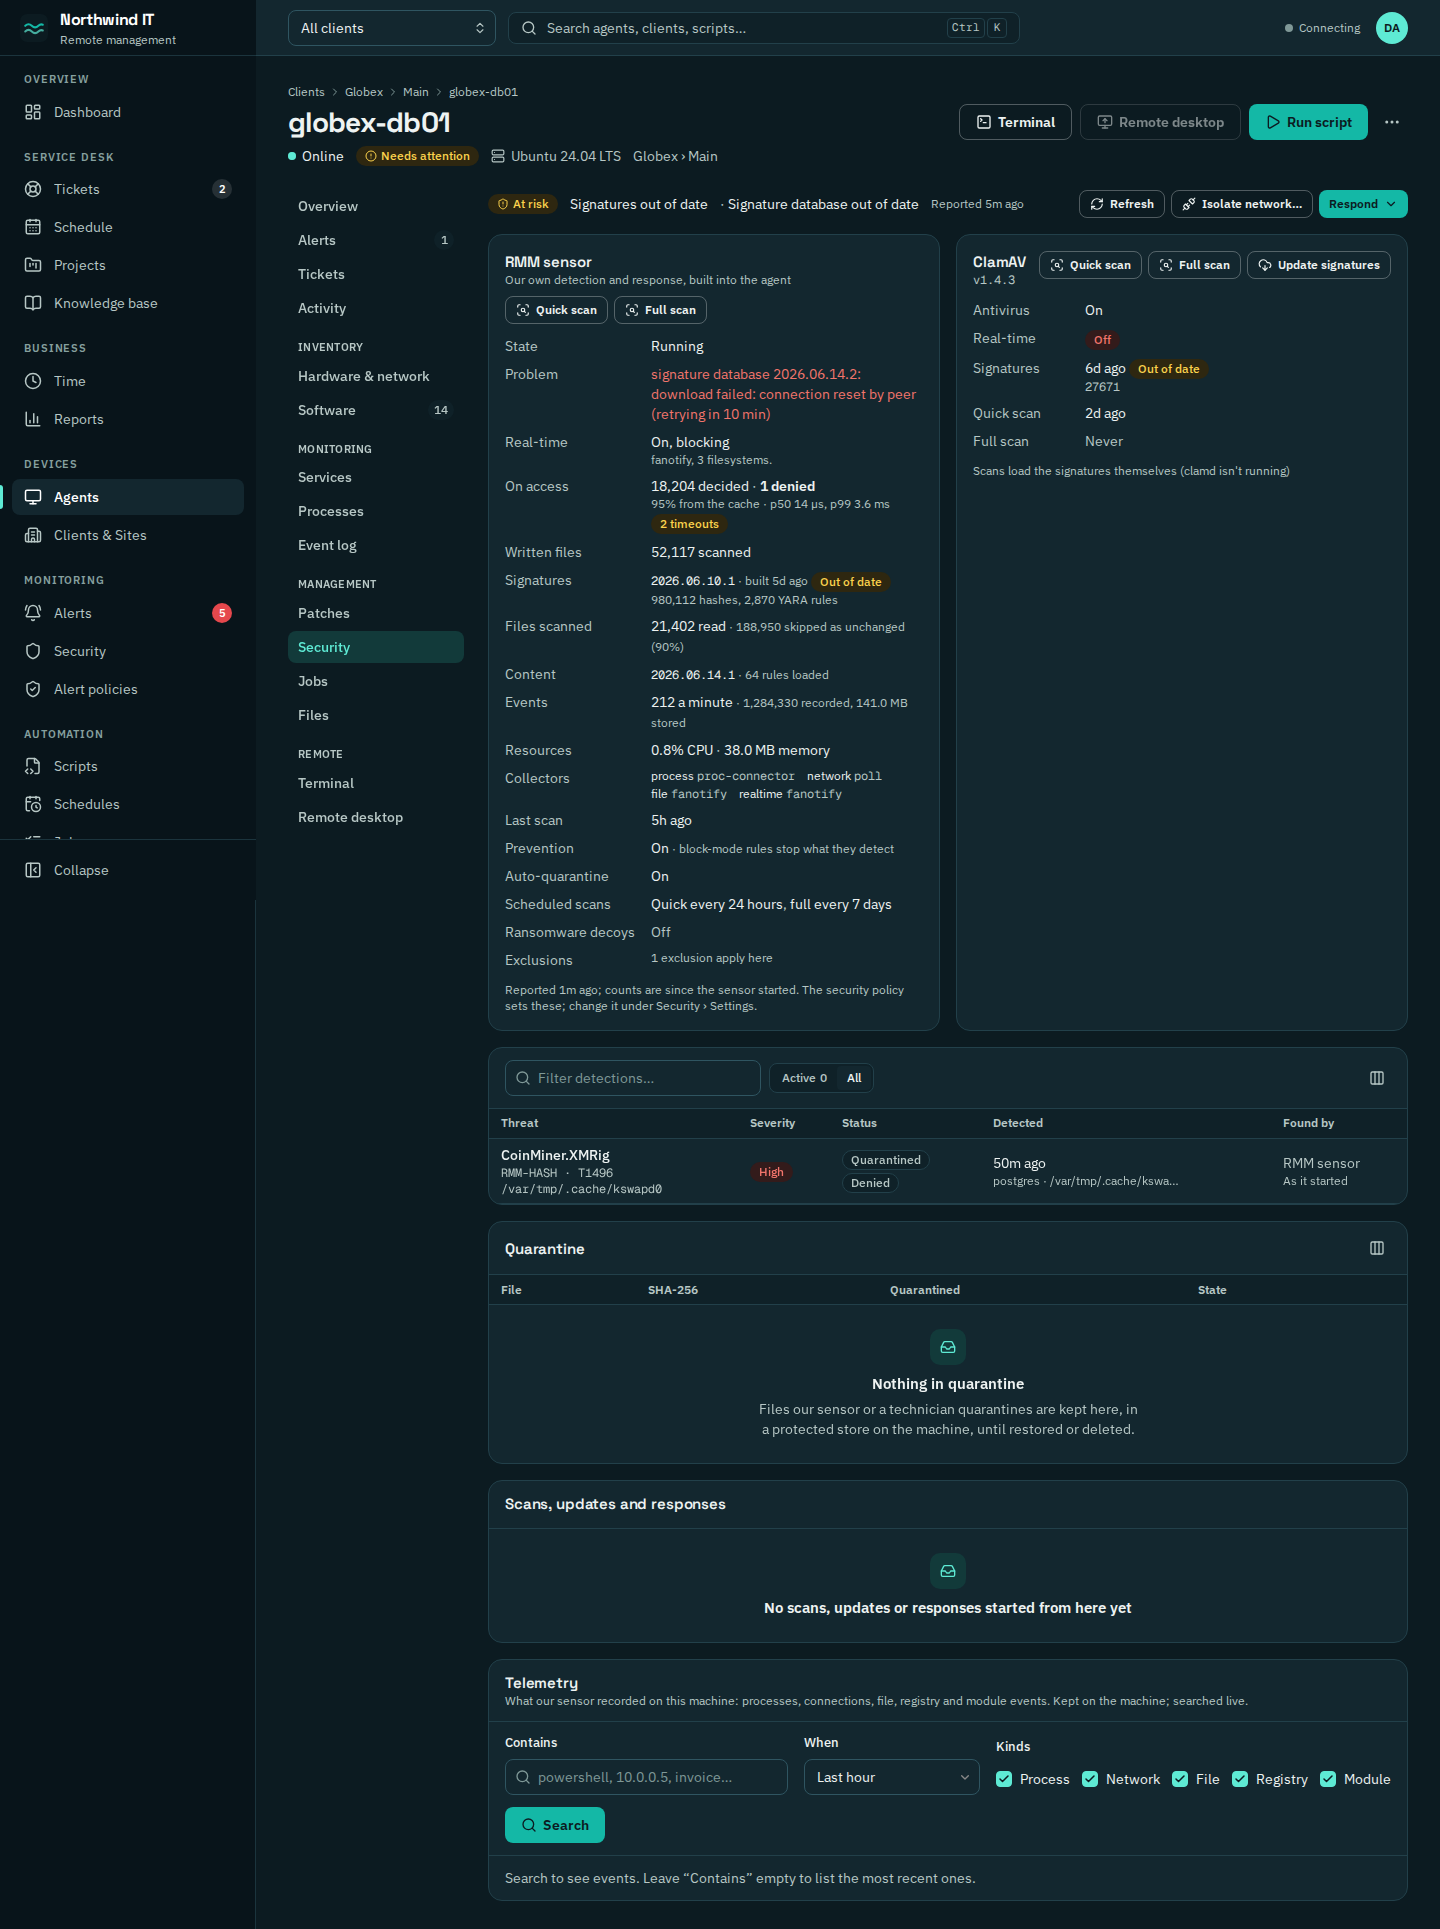 Northwind IT
Remote management
All clients
Search agents, clients, scripts...
Ctrl K
Connecting
DA
OVERVIEW
Dashboard
SERVICE DESK
Tickets 2
Schedule
Projects
Knowledge base
BUSINESS
Time
Reports
DEVICES
Agents
Clients & Sites
MONITORING
Alerts 5
Security
Alert policies
AUTOMATION
Scripts
Schedules
Collapse
Clients > Globex > Main > globex-db01
globex-db01
Terminal
Remote desktop
Run script
Online
Needs attention
Ubuntu 24.04 LTS
Globex › Main
Overview
Alerts 1
Tickets
Activity
INVENTORY
Hardware & network
Software 14
MONITORING
Services
Processes
Event log
MANAGEMENT
Patches
Security
Jobs
Files
REMOTE
Terminal
Remote desktop
At risk
Signatures out of date · Signature database out of date
Reported 5m ago
Refresh
Isolate network...
Respond
RMM sensor
Our own detection and response, built into the agent
Quick scan
Full scan
State Running
Problem signature database 2026.06.14.2:
download failed: connection reset by peer
(retrying in 10 min)
Real-time On, blocking
fanotify, 3 filesystems.
On access 18,204 decided · 1 denied
95% from the cache · p50 14 µs, p99 3.6 ms
2 timeouts
Written files 52,117 scanned
Signatures 2026.06.10.1 · built 5d ago Out of date
980,112 hashes, 2,870 YARA rules
Files scanned 21,402 read · 188,950 skipped as unchanged
(90%)
Content 2026.06.14.1 · 64 rules loaded
Events 212 a minute · 1,284,330 recorded, 141.0 MB
stored
Resources 0.8% CPU · 38.0 MB memory
Collectors process proc-connector network poll
file fanotify realtime fanotify
Last scan 5h ago
Prevention On · block-mode rules stop what they detect
Auto-quarantine On
Scheduled scans Quick every 24 hours, full every 7 days
Ransomware decoys Off
Exclusions 1 exclusion apply here
Reported 1m ago; counts are since the sensor started. The security policy
sets these; change it under Security › Settings.
ClamAV
v1.4.3
Quick scan
Full scan
Update signatures
Antivirus On
Real-time Off
Signatures 6d ago Out of date
27671
Quick scan 2d ago
Full scan Never
Scans load the signatures themselves (clamd isn't running)
Filter detections...
Active 0 All
Threat Severity Status Detected Found by
CoinMiner.XMRig
RMM-HASH · T1496
/var/tmp/.cache/kswapd0
High
Quarantined
Denied
50m ago
postgres · /var/tmp/.cache/kswa...
RMM sensor
As it started
Quarantine
File SHA-256 Quarantined State
Nothing in quarantine
Files our sensor or a technician quarantines are kept here, in
a protected store on the machine, until restored or deleted.
Scans, updates and responses
No scans, updates or responses started from here yet
Telemetry
What our sensor recorded on this machine: processes, connections, file, registry and module events. Kept on the machine; searched live.
Contains
powershell, 10.0.0.5, invoice...
When
Last hour
Kinds
Process Network File Registry Module
Search
Search to see events. Leave “Contains” empty to list the most recent ones.